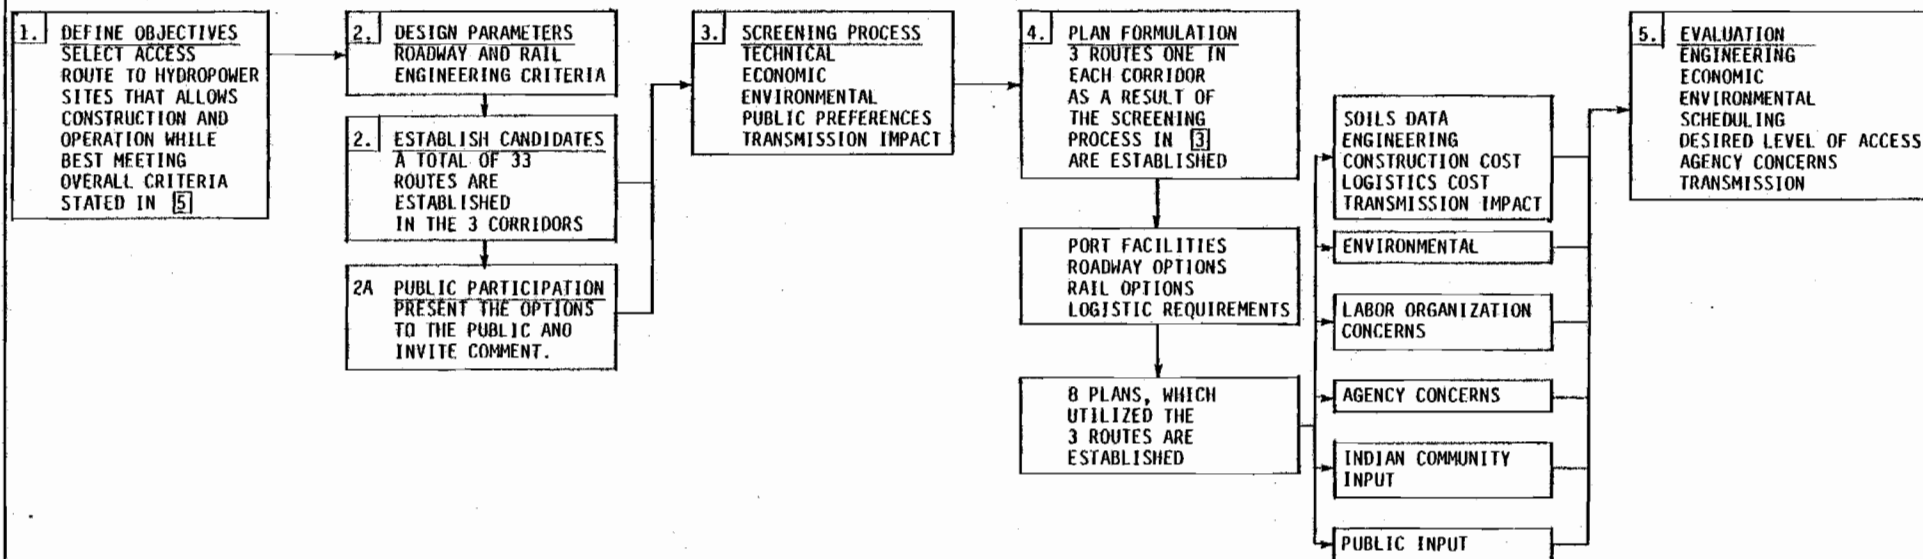 1. DEFINE OBJECTIVES
SELECT ACCESS
ROUTE TO HYDROPOWER
SITES THAT ALLOWS
CONSTRUCTION AND
OPERATION WHILE
BEST MEETING
OVERALL CRITERIA
STATED IN 5
2. DESIGN PARAMETERS
ROADWAY AND RAIL
ENGINEERING CRITERIA
2. ESTABLISH CANDIDATES
A TOTAL OF 33
ROUTES ARE
ESTABLISHED
IN THE 3 CORRIDORS
2A PUBLIC PARTICIPATION
PRESENT THE OPTIONS
TO THE PUBLIC AND
INVITE COMMENT.
3. SCREENING PROCESS
TECHNICAL
ECONOMIC
ENVIRONMENTAL
PUBLIC PREFERENCES
TRANSMISSION IMPACT
4. PLAN FORMULATION
3 ROUTES ONE IN
EACH CORRIDOR
AS A RESULT OF
THE SCREENING
PROCESS IN 3
ARE ESTABLISHED
PORT FACILITIES
ROADWAY OPTIONS
RAIL OPTIONS
LOGISTIC REQUIREMENTS
8 PLANS, WHICH
UTILIZED THE
3 ROUTES ARE
ESTABLISHED
SOILS DATA
ENGINEERING
CONSTRUCTION COST
LOGISTICS COST
TRANSMISSION IMPACT
ENVIRONMENTAL
LABOR ORGANIZATION
CONCERNS
AGENCY CONCERNS
INDIAN COMMUNITY
INPUT
PUBLIC INPUT
5. EVALUATION
ENGINEERING
ECONOMIC
ENVIRONMENTAL
SCHEDULING
DESIRED LEVEL OF ACCESS
AGENCY CONCERNS
TRANSMISSION